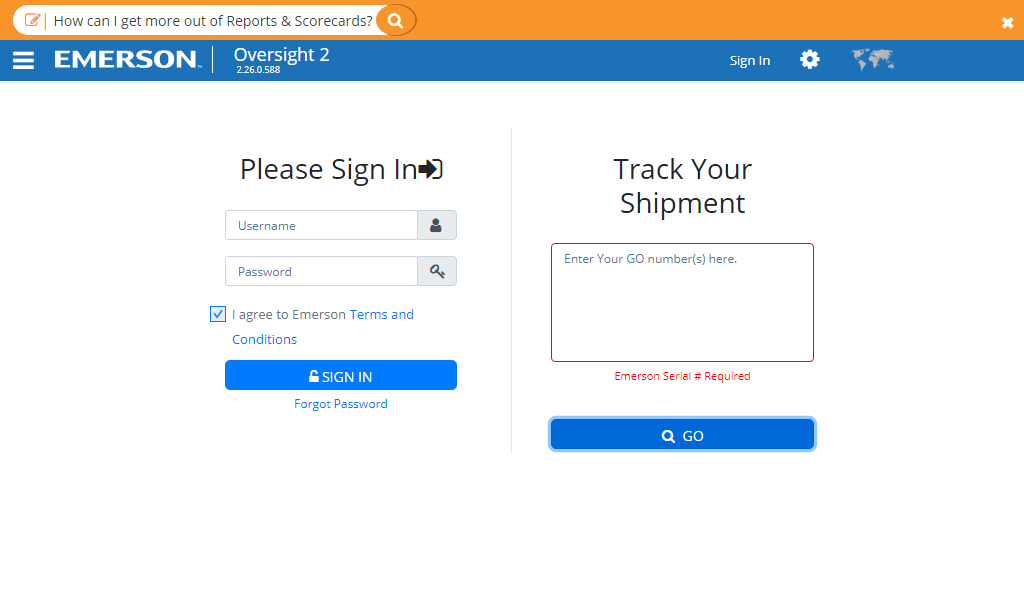 How can I get more out of Reports & Scorecards?
EMERSON™
Oversight 2
2.26.0.588
Sign In
Please Sign In
Username
Password
I agree to Emerson Terms and
Conditions
SIGN IN
Forgot Password
Track Your
Shipment
Enter Your GO number(s) here.
Emerson Serial # Required
GO